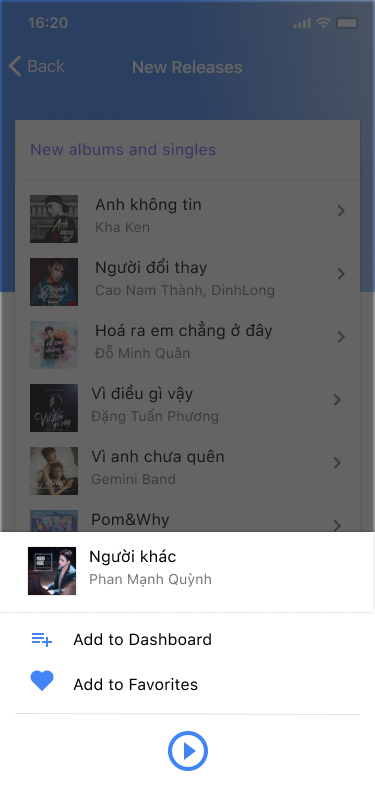 16:20
Back
New Releases
New albums and singles
Anh không tin
Kha Ken
Người đổi thay
Cao Nam Thành, DinhLong
Hoá ra em chẳng ở đây
Đỗ Minh Quân
Vì điều gì vậy
Đặng Tuấn Phương
Vì anh chưa quên
Gemini Band
Pom&Why
Người khác
Phan Mạnh Quỳnh
Add to Dashboard
Add to Favorites